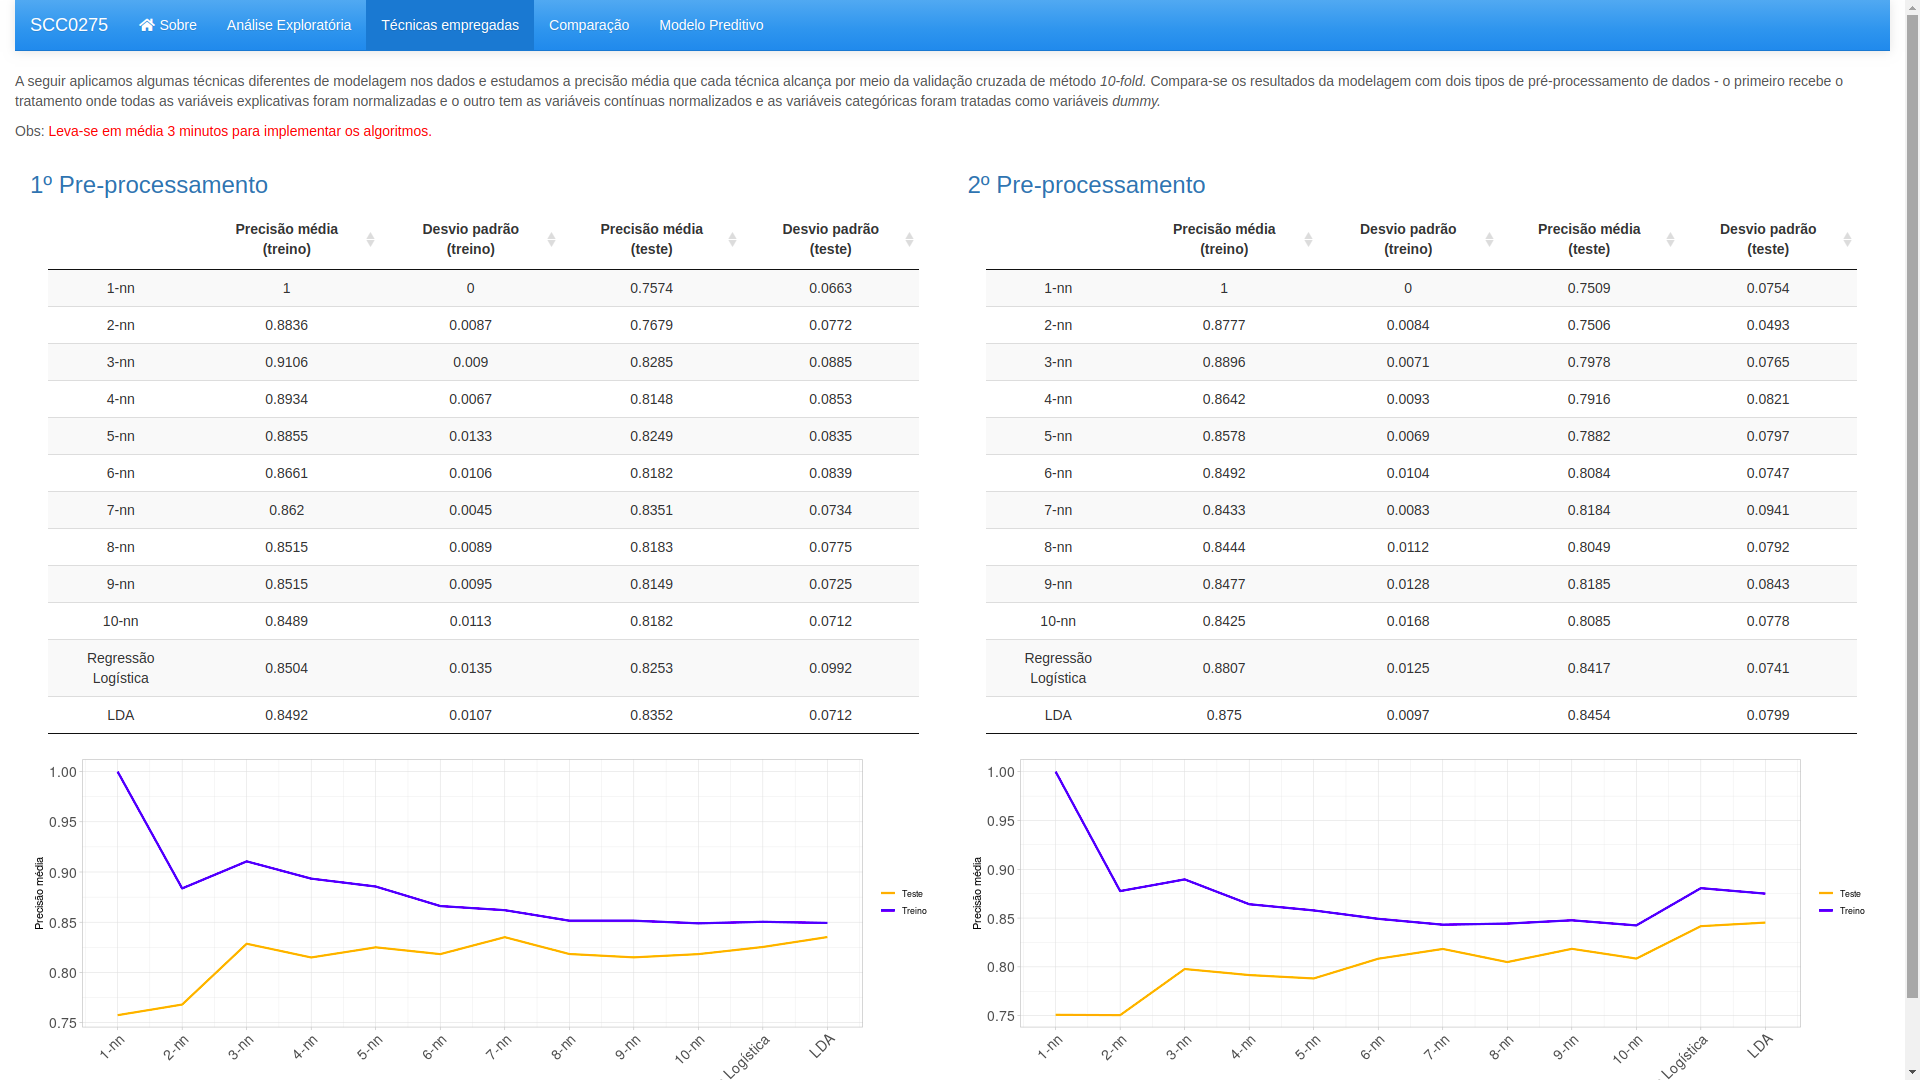 SCC0275 Sobre Análise Exploratória Técnicas empregadas Comparação Modelo Preditivo
A seguir aplicamos algumas técnicas diferentes de modelagem nos dados e estudamos a precisão média que cada técnica alcança por meio da validação cruzada de método 10-fold. Compara-se os resultados da modelagem com dois tipos de pré-processamento de dados - o primeiro recebe o
tratamento onde todas as variáveis explicativas foram normalizadas e o outro tem as variáveis contínuas normalizados e as variáveis categóricas foram tratadas como variáveis dummy.
Obs: Leva-se em média 3 minutos para implementar os algoritmos.
1º Pre-processamento
Precisão média Desvio padrão Precisão média Desvio padrão
(treino) (treino) (teste) (teste)
1-nn 1 0 0.7574 0.0663
2-nn 0.8836 0.0087 0.7679 0.0772
3-nn 0.9106 0.009 0.8285 0.0885
4-nn 0.8934 0.0067 0.8148 0.0853
5-nn 0.8855 0.0133 0.8249 0.0835
6-nn 0.8661 0.0106 0.8182 0.0839
7-nn 0.862 0.0045 0.8351 0.0734
8-nn 0.8515 0.0089 0.8183 0.0775
9-nn 0.8515 0.0095 0.8149 0.0725
10-nn 0.8489 0.0113 0.8182 0.0712
Regressão
Logística 0.8504 0.0135 0.8253 0.0992
LDA 0.8492 0.0107 0.8352 0.0712
Precisão média
1.00
0.95
0.90
0.85
0.80
0.75
1-nn 2-nn 3-nn 4-nn 5-nn 6-nn 7-nn 8-nn 9-nn 10-nn Logística LDA
Teste
Treino
2º Pre-processamento
Precisão média Desvio padrão Precisão média Desvio padrão
(treino) (treino) (teste) (teste)
1-nn 1 0 0.7509 0.0754
2-nn 0.8777 0.0084 0.7506 0.0493
3-nn 0.8896 0.0071 0.7978 0.0765
4-nn 0.8642 0.0093 0.7916 0.0821
5-nn 0.8578 0.0069 0.7882 0.0797
6-nn 0.8492 0.0104 0.8084 0.0747
7-nn 0.8433 0.0083 0.8184 0.0941
8-nn 0.8444 0.0112 0.8049 0.0792
9-nn 0.8477 0.0128 0.8185 0.0843
10-nn 0.8425 0.0168 0.8085 0.0778
Regressão
Logística 0.8807 0.0125 0.8417 0.0741
LDA 0.875 0.0097 0.8454 0.0799
Precisão média
1.00
0.95
0.90
0.85
0.80
0.75
1-nn 2-nn 3-nn 4-nn 5-nn 6-nn 7-nn 8-nn 9-nn 10-nn Logística LDA
Teste
Treino